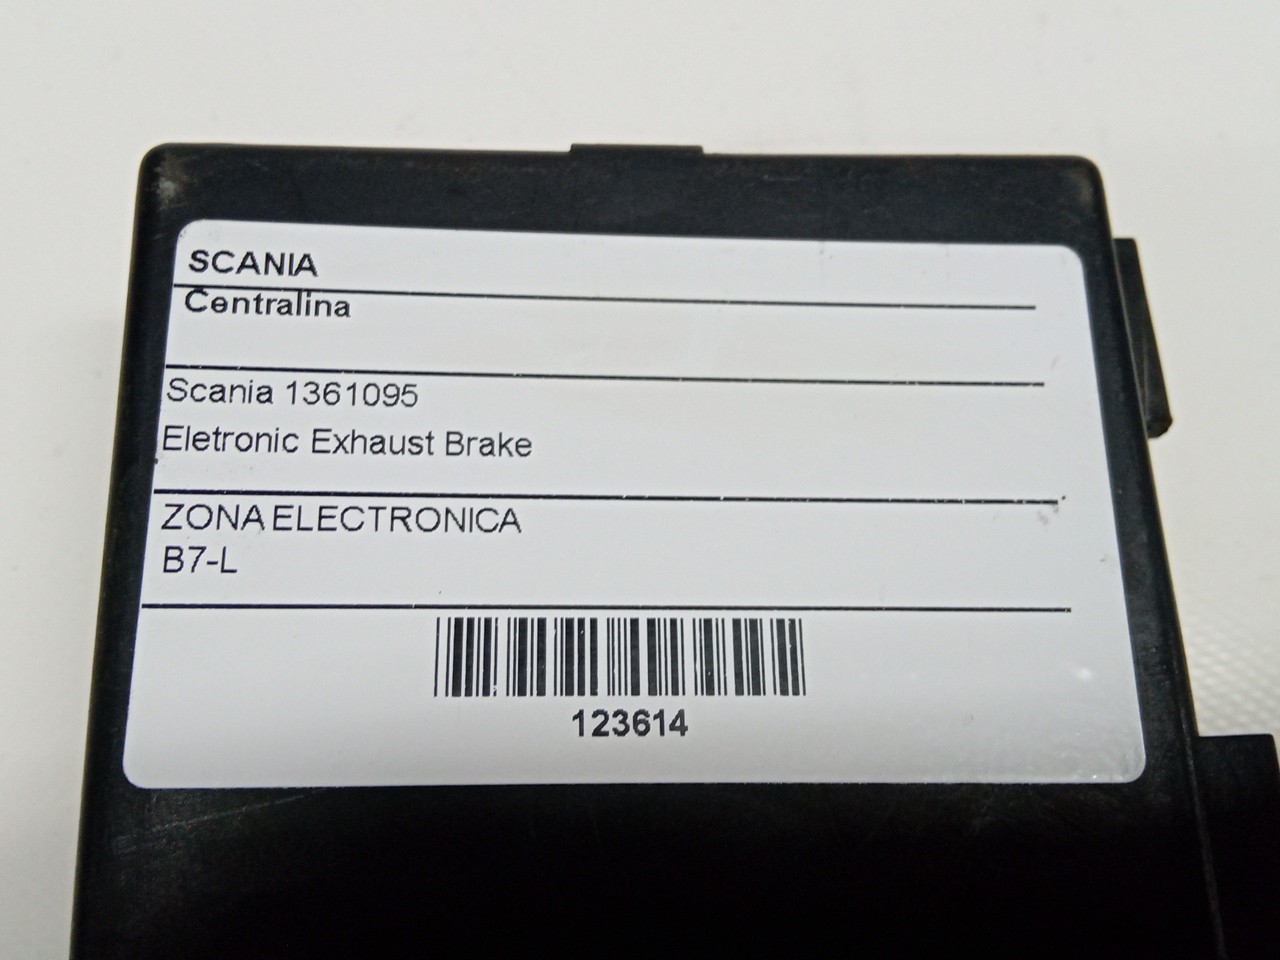 SCANIA
Centralina
Scania 1361095
Eletronic Exhaust Brake
ZONA ELECTRONICA
B7-L
123614